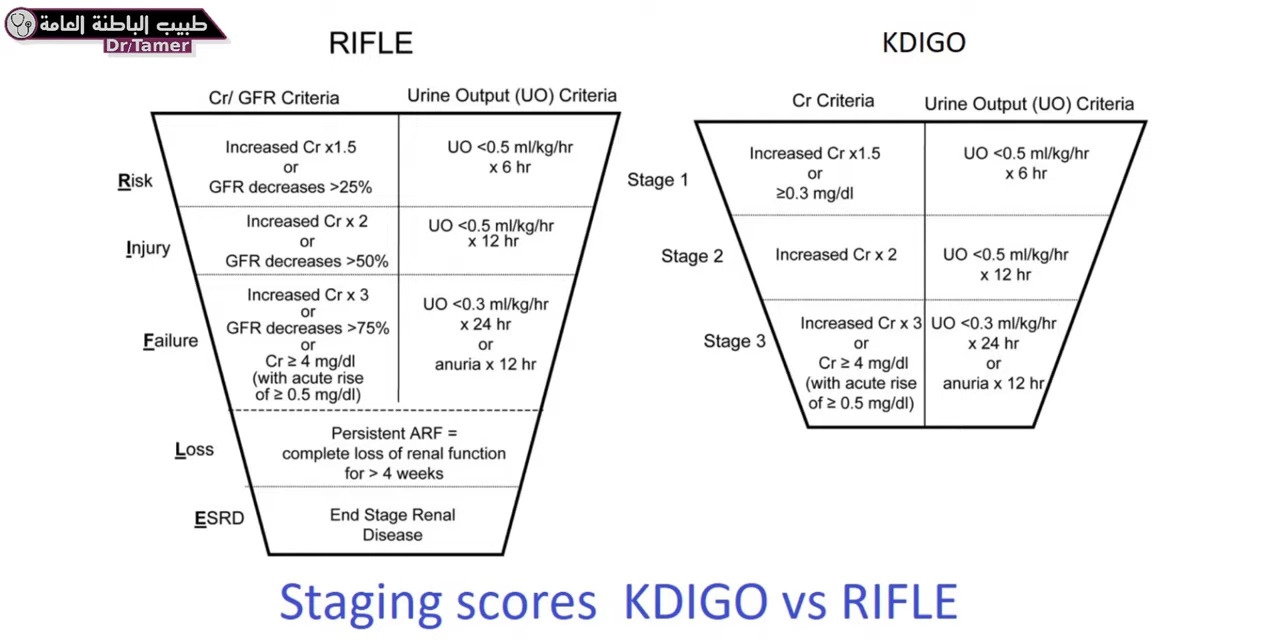 طبيب الباطنة العامة
Dr/Tamer
RIFLE
Cr/ GFR Criteria
Urine Output (UO) Criteria
Risk
Increased Cr x1.5
or
GFR decreases >25%
UO <0.5 ml/kg/hr
x 6 hr
Injury
Increased Cr x 2
or
GFR decreases >50%
UO <0.5 ml/kg/hr
x 12 hr
Failure
Increased Cr x 3
or
GFR decreases >75%
or
Cr ≥ 4 mg/dl
(with acute rise
of ≥ 0.5 mg/dl)
UO <0.3 ml/kg/hr
x 24 hr
or
anuria x 12 hr
Loss
Persistent ARF =
complete loss of renal function
for > 4 weeks
ESRD
End Stage Renal
Disease
KDIGO
Cr Criteria
Urine Output (UO) Criteria
Stage 1
Increased Cr x1.5
or
≥0.3 mg/dl
UO <0.5 ml/kg/hr
x 6 hr
Stage 2
Increased Cr x 2
UO <0.5 ml/kg/hr
x 12 hr
Stage 3
Increased Cr x 3
or
Cr ≥ 4 mg/dl
(with acute rise
of ≥ 0.5 mg/dl)
UO <0.3 ml/kg/hr
x 24 hr
or
anuria x 12 hr
Staging scores KDIGO vs RIFLE